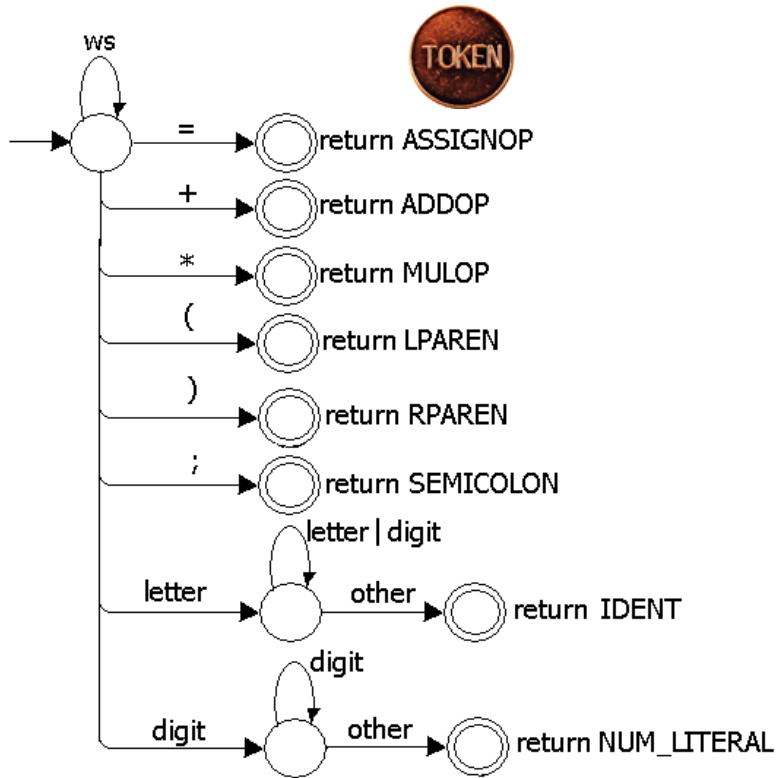 ws
TOKEN
= return ASSIGNOP
+ return ADDOP
* return MULOP
( return LPAREN
) return RPAREN
; return SEMICOLON
letter | digit
letter other return IDENT
digit
digit other return NUM_LITERAL